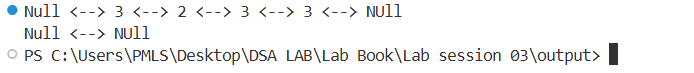 Null <--> 3 <--> 2 <--> 3 <--> 3 <--> NUll
Null <--> NUll
PS C:\Users\PMLS\Desktop\DSA LAB\Lab Book\Lab session 03\output>